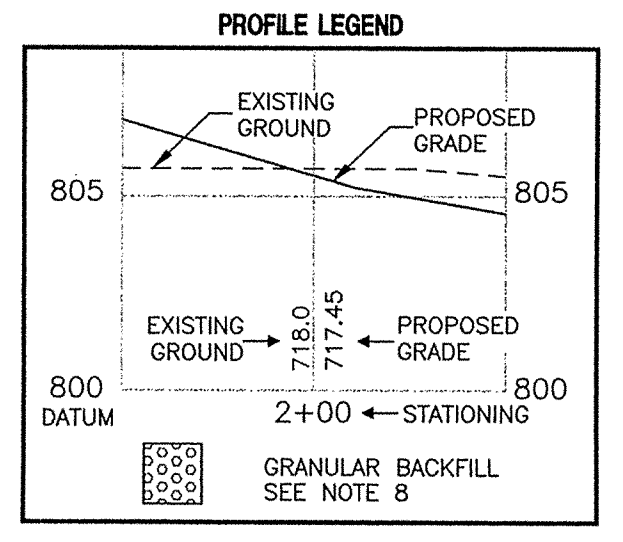 PROFILE LEGEND
EXISTING
GROUND
PROPOSED
GRADE
805
805
EXISTING
GROUND
718.0
717.45
PROPOSED
GRADE
800
800
DATUM
2+00
STATIONING
GRANULAR BACKFILL
SEE NOTE 8